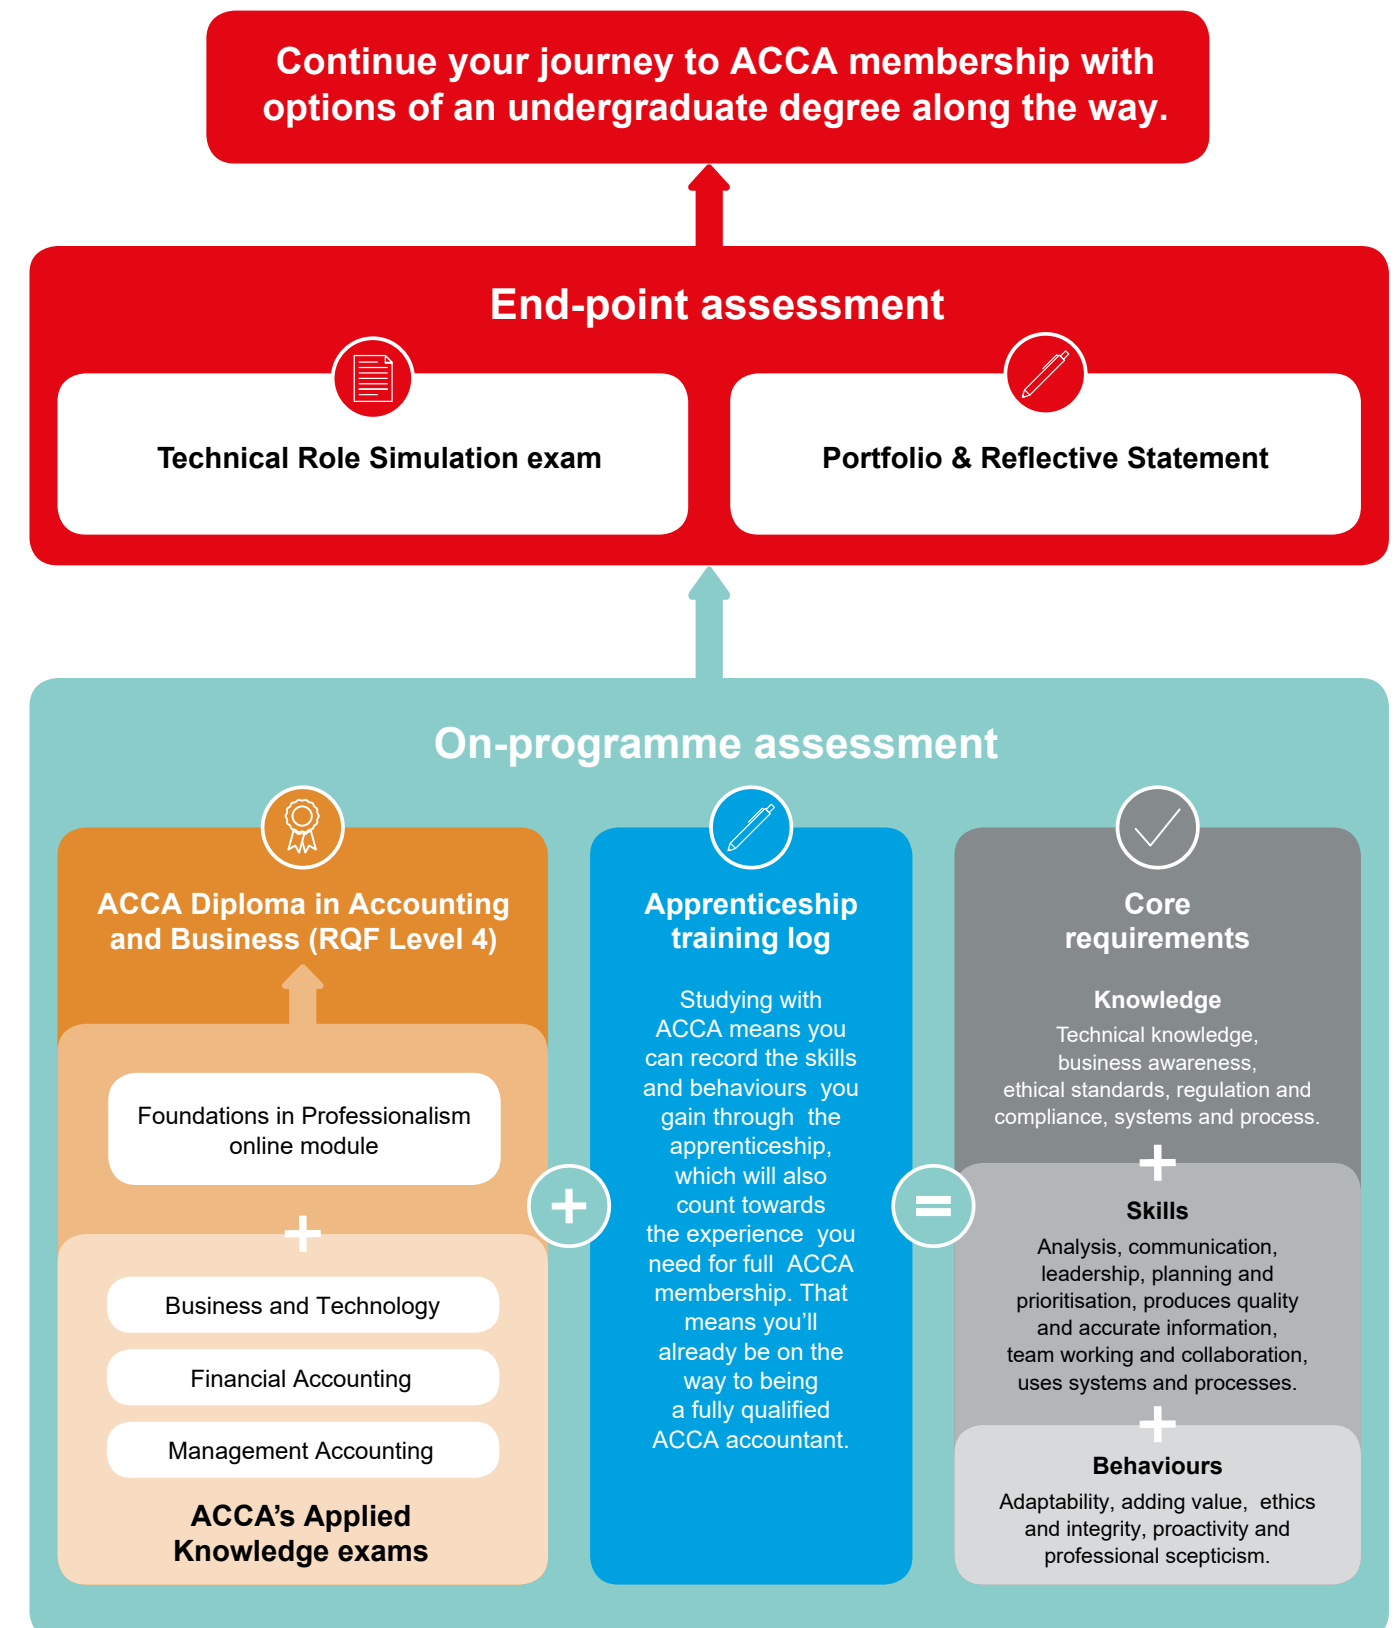 Continue your journey to ACCA membership with
options of an undergraduate degree along the way.
End-point assessment
Technical Role Simulation exam
Portfolio & Reflective Statement
On-programme assessment
ACCA Diploma in Accounting
and Business (RQF Level 4)
Foundations in Professionalism
online module
+
Business and Technology
Financial Accounting
Management Accounting
ACCA's Applied
Knowledge exams
+
Apprenticeship
training log
Studying with
ACCA means you
can record the skills
and behaviours you
gain through the
apprenticeship,
which will also
count towards
the experience you
need for full ACCA
membership. That
means you'll
already be on the
way to being
a fully qualified
ACCA accountant.
=
Core
requirements
Knowledge
Technical knowledge,
business awareness,
ethical standards, regulation and
compliance, systems and process.
+
Skills
Analysis, communication,
leadership, planning and
prioritisation, produces quality
and accurate information,
team working and collaboration,
uses systems and processes.
+
Behaviours
Adaptability, adding value, ethics
and integrity, proactivity and
professional scepticism.